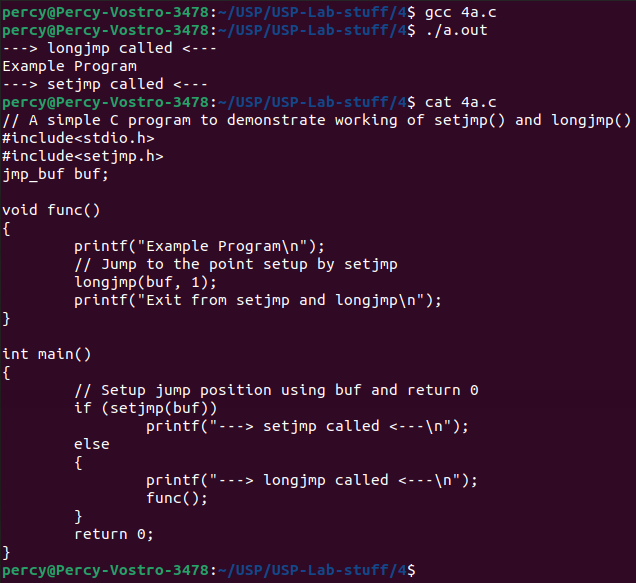 percy@Percy-Vostro-3478:~/USP/USP-Lab-stuff/4$ gcc 4a.c
percy@Percy-Vostro-3478:~/USP/USP-Lab-stuff/4$ ./a.out
---> longjmp called <---
Example Program
---> setjmp called <---
percy@Percy-Vostro-3478:~/USP/USP-Lab-stuff/4$ cat 4a.c
// A simple C program to demonstrate working of setjmp() and longjmp()
#include<stdio.h>
#include<setjmp.h>
jmp_buf buf;

void func()
{
        printf("Example Program\n");
        // Jump to the point setup by setjmp
        longjmp(buf, 1);
        printf("Exit from setjmp and longjmp\n");
}

int main()
{
        // Setup jump position using buf and return 0
        if (setjmp(buf))
                printf("---> setjmp called <---\n");
        else
        {
                printf("---> longjmp called <---\n");
                func();
        }
        return 0;
}
percy@Percy-Vostro-3478:~/USP/USP-Lab-stuff/4$